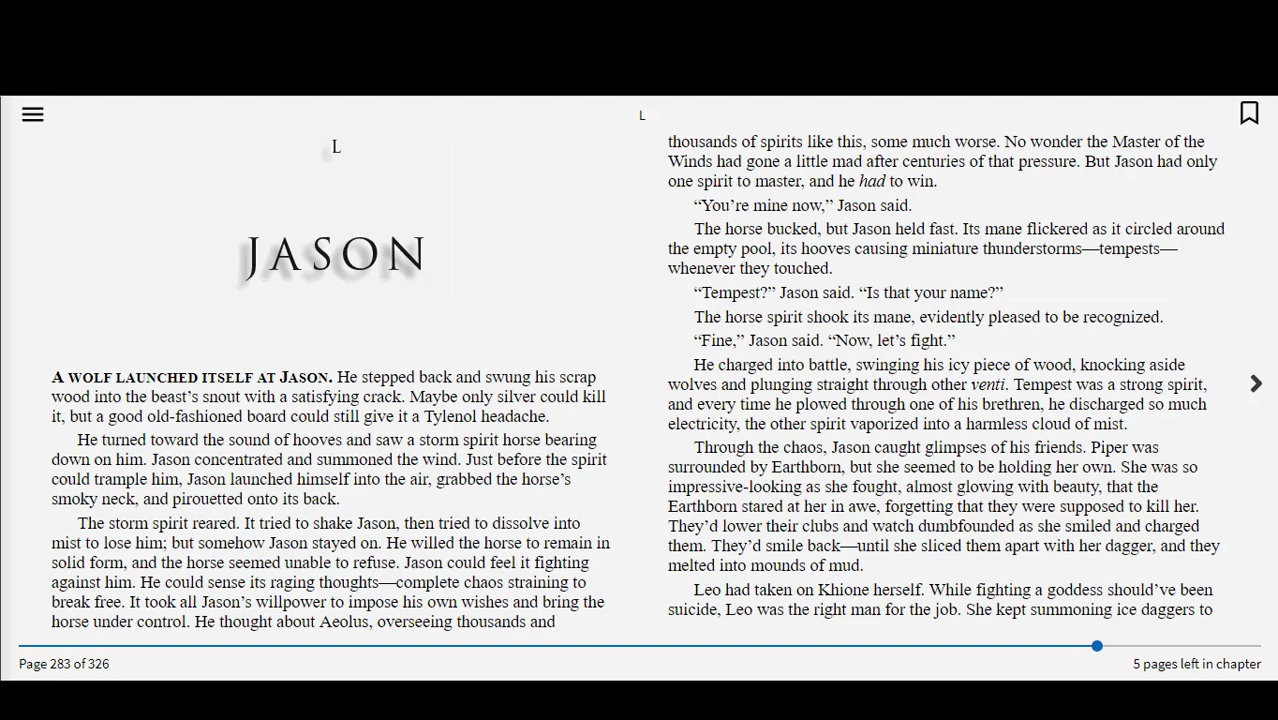 L
L
JASON
A WOLF LAUNCHED ITSELF AT JASON. He stepped back and swung his scrap
wood into the beast’s snout with a satisfying crack. Maybe only silver could kill
it, but a good old-fashioned board could still give it a Tylenol headache.
He turned toward the sound of hooves and saw a storm spirit horse bearing
down on him. Jason concentrated and summoned the wind. Just before the spirit
could trample him, Jason launched himself into the air, grabbed the horse’s
smoky neck, and pirouetted onto its back.
The storm spirit reared. It tried to shake Jason, then tried to dissolve into
mist to lose him; but somehow Jason stayed on. He willed the horse to remain in
solid form, and the horse seemed unable to refuse. Jason could feel it fighting
against him. He could sense its raging thoughts—complete chaos straining to
break free. It took all Jason’s willpower to impose his own wishes and bring the
horse under control. He thought about Aeolus, overseeing thousands and
thousands of spirits like this, some much worse. No wonder the Master of the
Winds had gone a little mad after centuries of that pressure. But Jason had only
one spirit to master, and he had to win.
“You’re mine now,” Jason said.
The horse bucked, but Jason held fast. Its mane flickered as it circled around
the empty pool, its hooves causing miniature thunderstorms—tempests—
whenever they touched.
“Tempest?” Jason said. “Is that your name?”
The horse spirit shook its mane, evidently pleased to be recognized.
“Fine,” Jason said. “Now, let’s fight.”
He charged into battle, swinging his icy piece of wood, knocking aside
wolves and plunging straight through other venti. Tempest was a strong spirit,
and every time he plowed through one of his brethren, he discharged so much
electricity, the other spirit vaporized into a harmless cloud of mist.
Through the chaos, Jason caught glimpses of his friends. Piper was
surrounded by Earthborn, but she seemed to be holding her own. She was so
impressive-looking as she fought, almost glowing with beauty, that the
Earthborn stared at her in awe, forgetting that they were supposed to kill her.
They’d lower their clubs and watch dumbfounded as she smiled and charged
them. They’d smile back—until she sliced them apart with her dagger, and they
melted into mounds of mud.
Leo had taken on Khione herself. While fighting a goddess should’ve been
suicide, Leo was the right man for the job. She kept summoning ice daggers to
Page 283 of 326
5 pages left in chapter